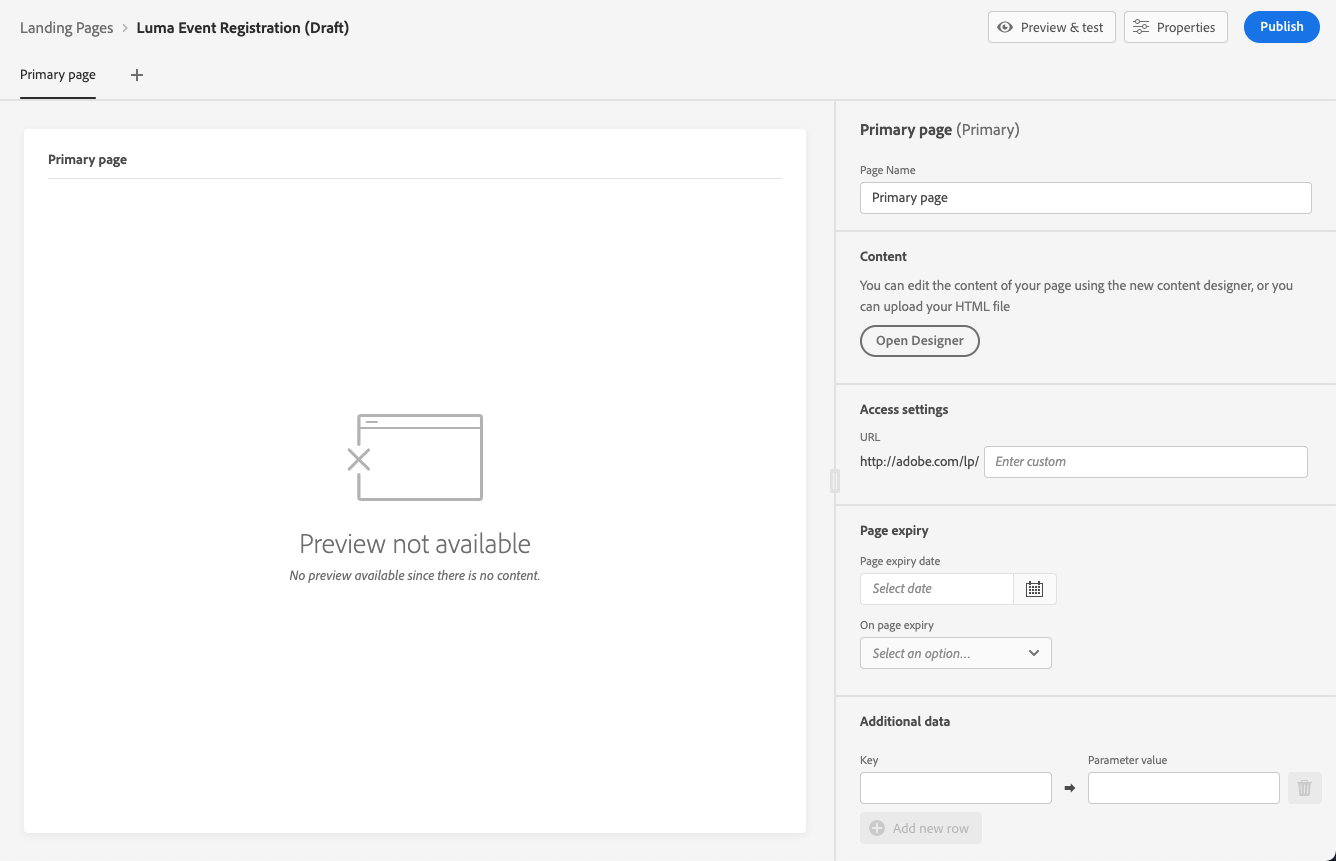 Landing Pages > Luma Event Registration (Draft)
Preview & test
Properties
Publish
Primary page
Primary page
Preview not available
No preview available since there is no content.
Primary page (Primary)
Page Name
Primary page
Content
You can edit the content of your page using the new content designer, or you
can upload your HTML file
Open Designer
Access settings
URL
http://adobe.com/lp/ Enter custom
Page expiry
Page expiry date
Select date
On page expiry
Select an option...
Additional data
Key
Parameter value
Add new row